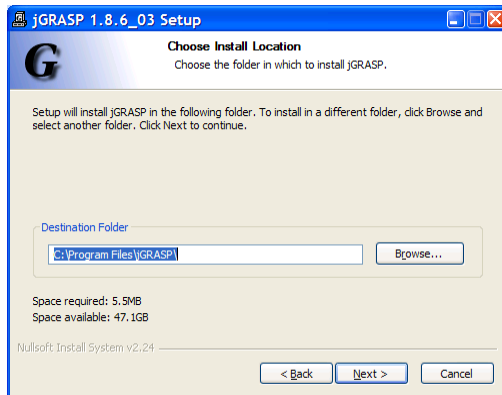 jGRASP 1.8.6_03 Setup
G
Choose Install Location
Choose the folder in which to install jGRASP.
Setup will install jGRASP in the following folder. To install in a different folder, click Browse and
select another folder. Click Next to continue.
Destination Folder
C:\Program Files\jGRASP\
Browse...
Space required: 5.5MB
Space available: 47.1GB
Nullsoft Install System v2.24
< Back
Next >
Cancel